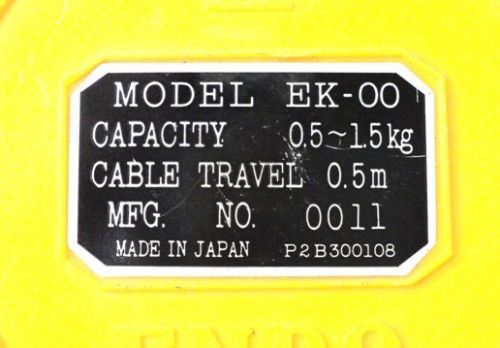 MODEL EK-00
CAPACITY 0.5~1.5kg
CABLE TRAVEL 0.5m
MFG. NO. 0011
MADE IN JAPAN P2B300108